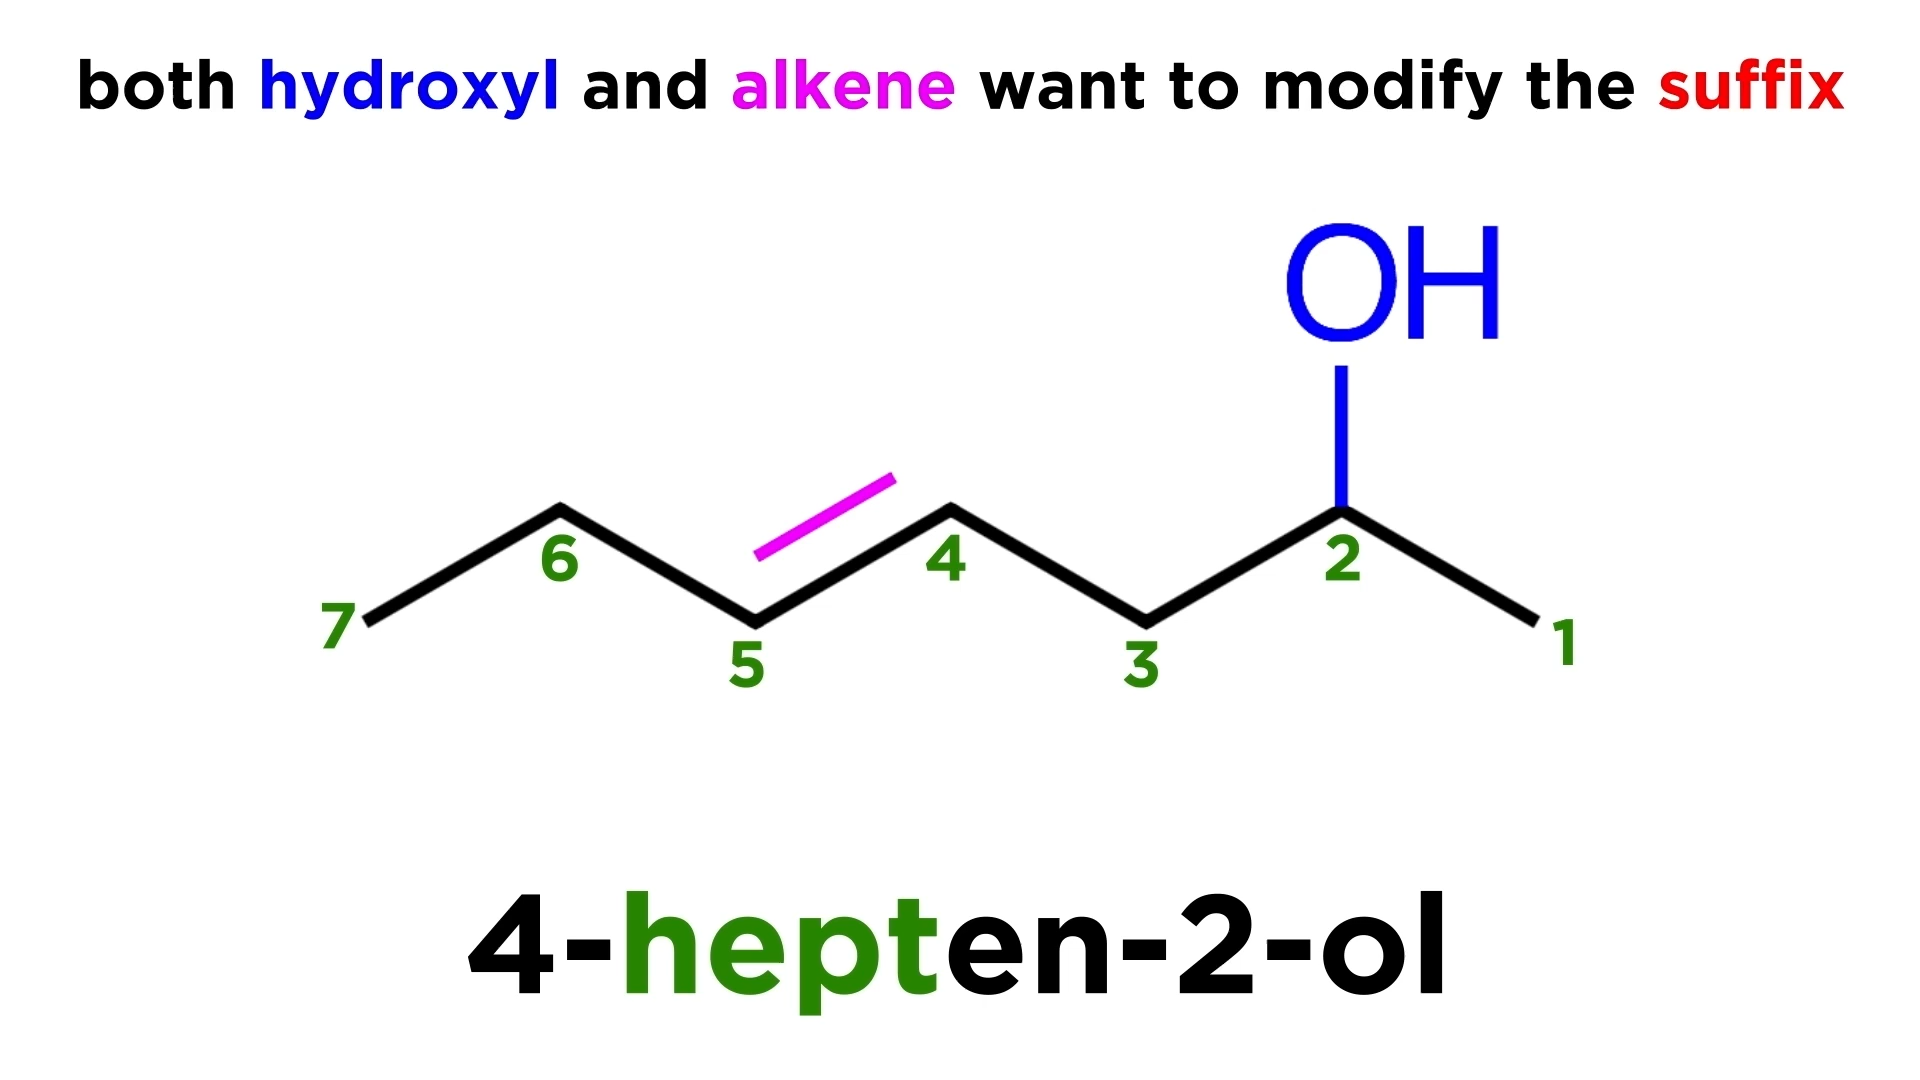 both hydroxyl and alkene want to modify the suffix
OH
6
4
2
7
1
5
3
4-hepten-2-ol